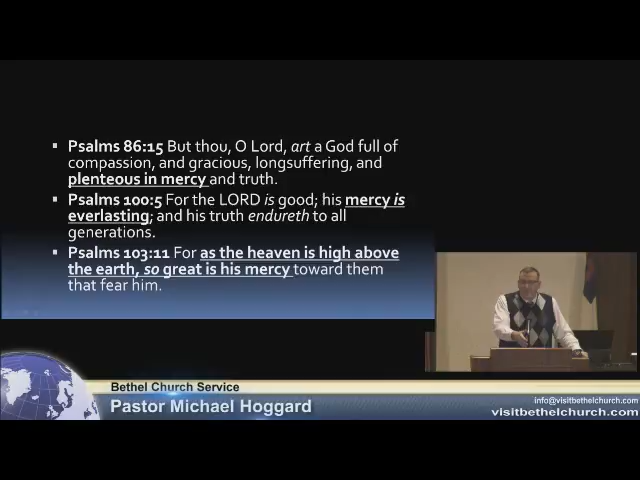 Psalms 86:15 But thou, O Lord, art a God full of
compassion, and gracious, longsuffering, and
plenteous in mercy and truth.
Psalms 100:5 For the LORD is good; his mercy is
everlasting; and his truth endureth to all
generations.
Psalms 103:11 For as the heaven is high above
the earth, so great is his mercy toward them
that fear him.
Bethel Church Service
Pastor Michael Hoggard
info@visitbethelchurch.com
visitbethelchurch.com